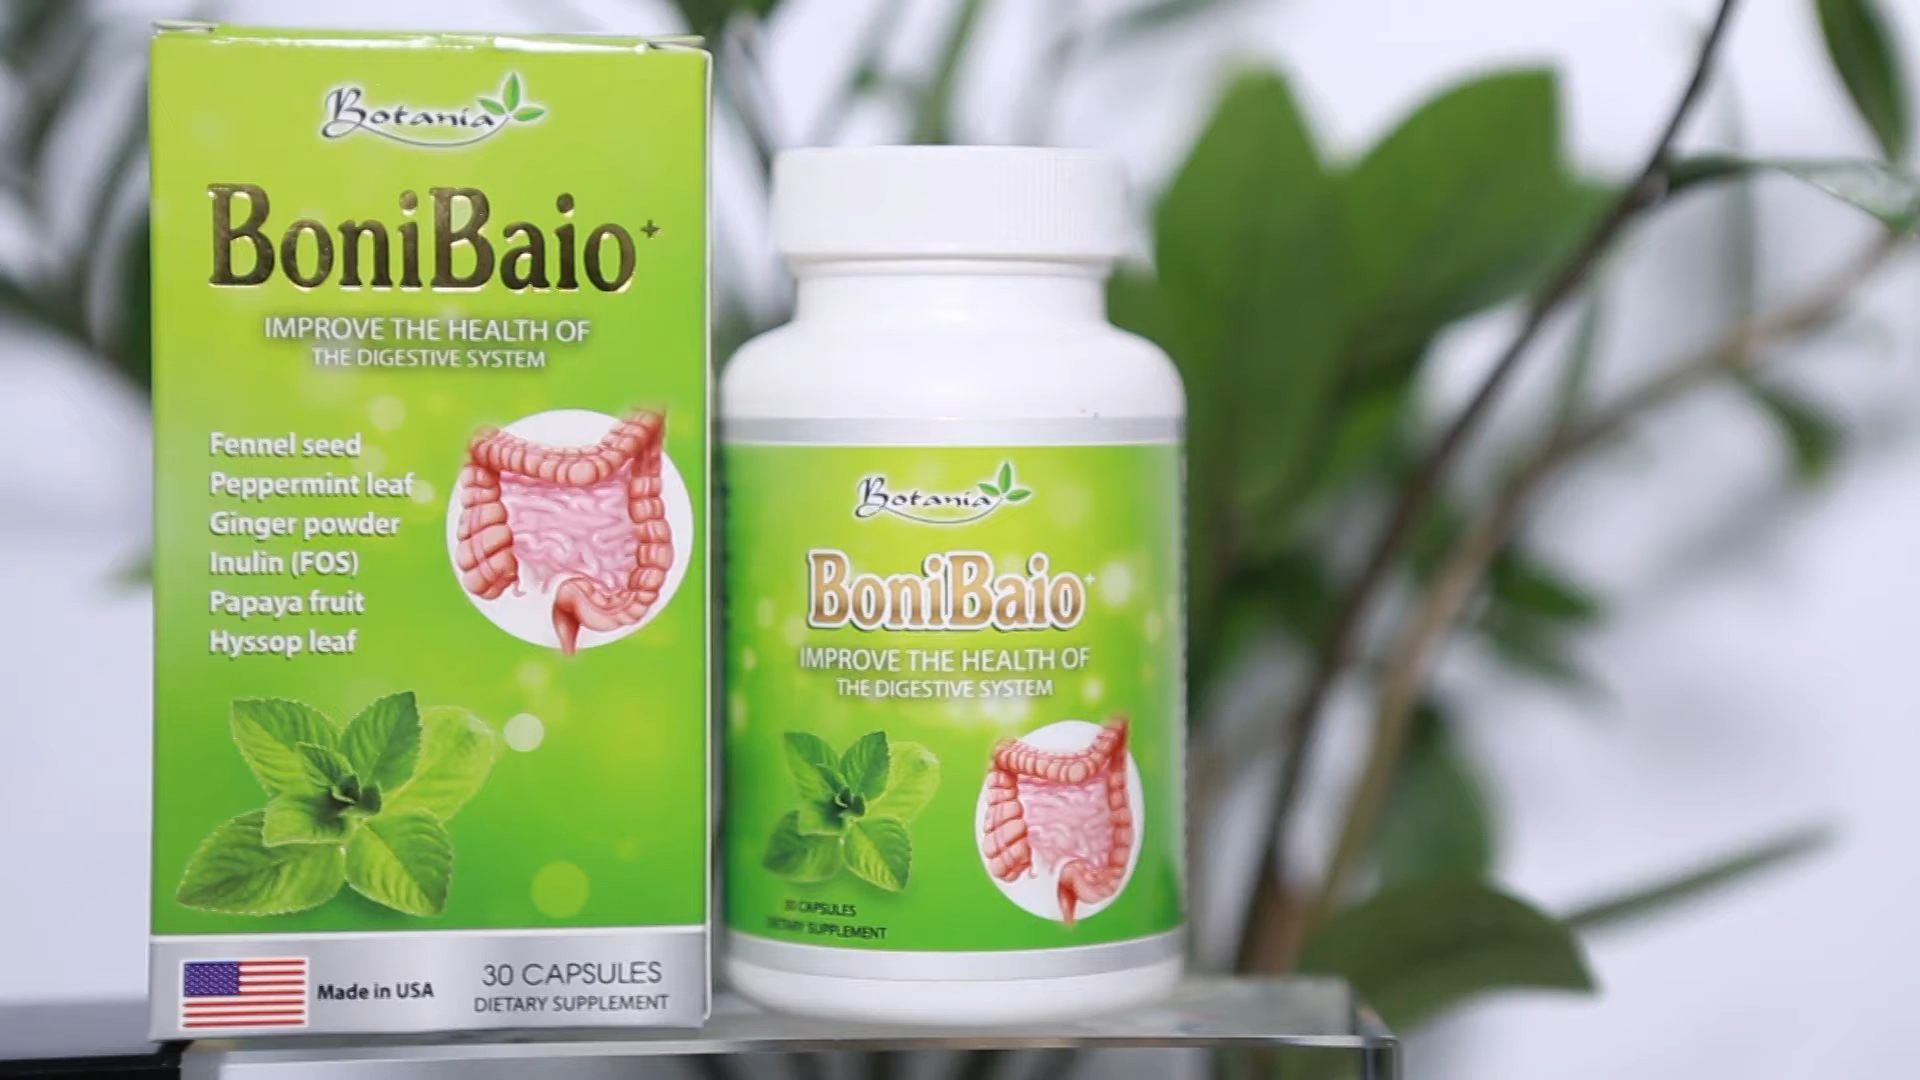 Botania
BoniBaio+
IMPROVE THE HEALTH OF
THE DIGESTIVE SYSTEM
Fennel seed
Peppermint leaf
Ginger powder
Inulin (FOS)
Papaya fruit
Hyssop leaf
Made in USA
30 CAPSULES
DIETARY SUPPLEMENT
Botania
BoniBaio+
IMPROVE THE HEALTH OF
THE DIGESTIVE SYSTEM
30 CAPSULES
DIETARY SUPPLEMENT